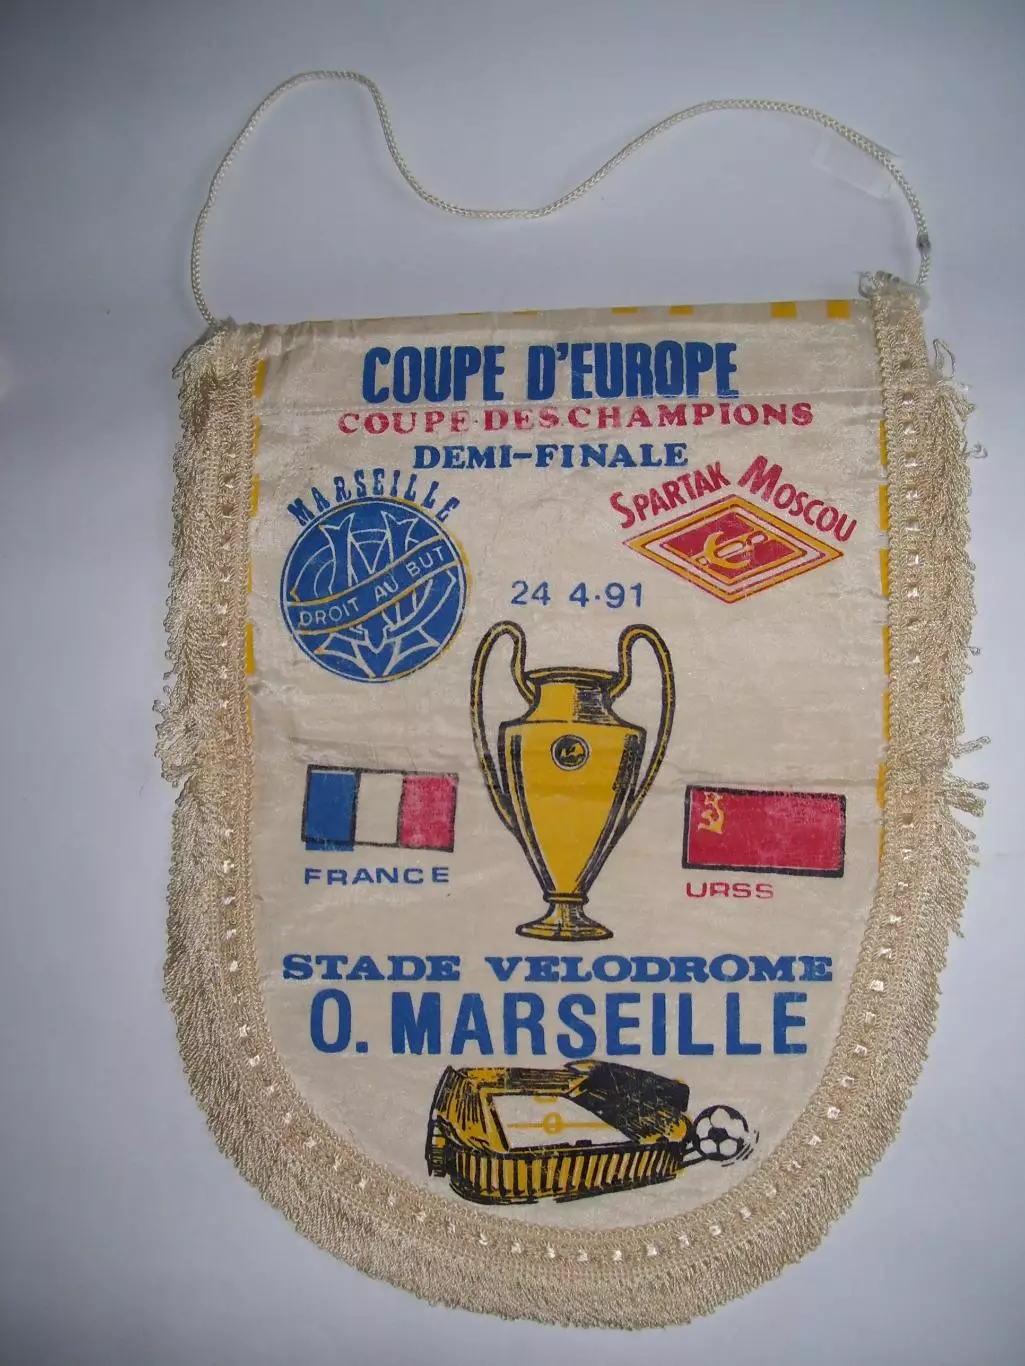 COUPE D'EUROPE
COUPE·DES·CHAMPIONS
DEMI-FINALE
MARSEILLE
DROIT AU BUT
SPARTAK MOSCOU
24 4·91
FRANCE
URSS
STADE VELODROME
O. MARSEILLE